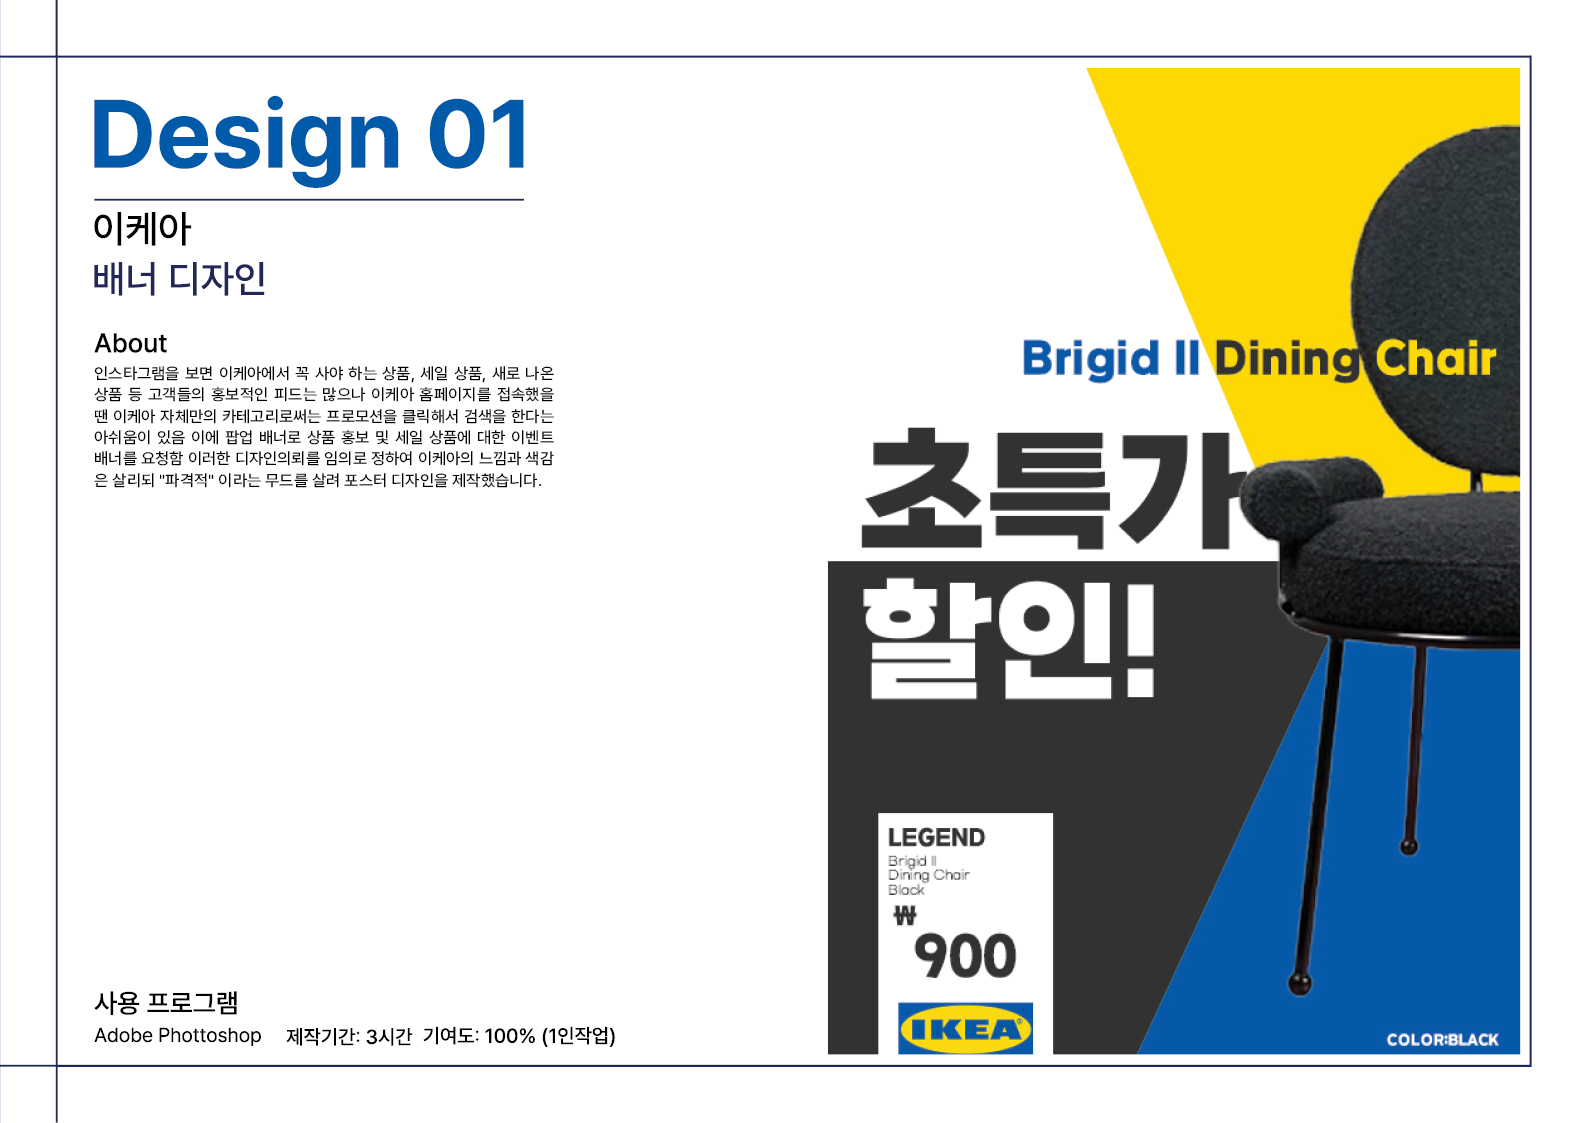 Design 01
이케아
배너 디자인
About
인스타그램을 보면 이케아에서 꼭 사야 하는 상품, 세일 상품, 새로 나온
상품 등 고객들의 홍보적인 피드는 많으나 이케아 홈페이지를 접속했을
땐 이케아 자체만의 카테고리로써는 프로모션을 클릭해서 검색을 한다는
아쉬움이 있음 이에 팝업 배너로 상품 홍보 및 세일 상품에 대한 이벤트
배너를 요청함 이러한 디자인의뢰를 임의로 정하여 이케아의 느낌과 색감
은 살리되 "파격적" 이라는 무드를 살려 포스터 디자인을 제작했습니다.
사용 프로그램
Adobe Phottoshop 제작기간: 3시간 기여도: 100% (1인작업)
Brigid II Dining Chair
초특가
할인!
LEGEND
Brigid II
Dining Chair
Black
₩
900
IKEA®
COLOR:BLACK